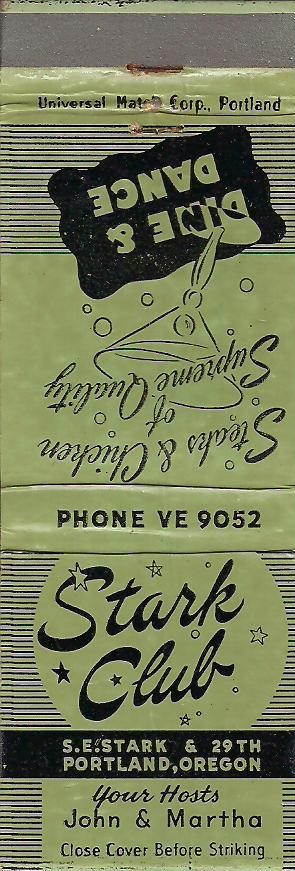 Universal Match Corp., Portland
DINE &
DANCE
Steaks & Chicken
of
Supreme Quality
PHONE VE 9052
Stark
Club
S.E. STARK & 29TH
PORTLAND, OREGON
Your Hosts
John & Martha
Close Cover Before Striking